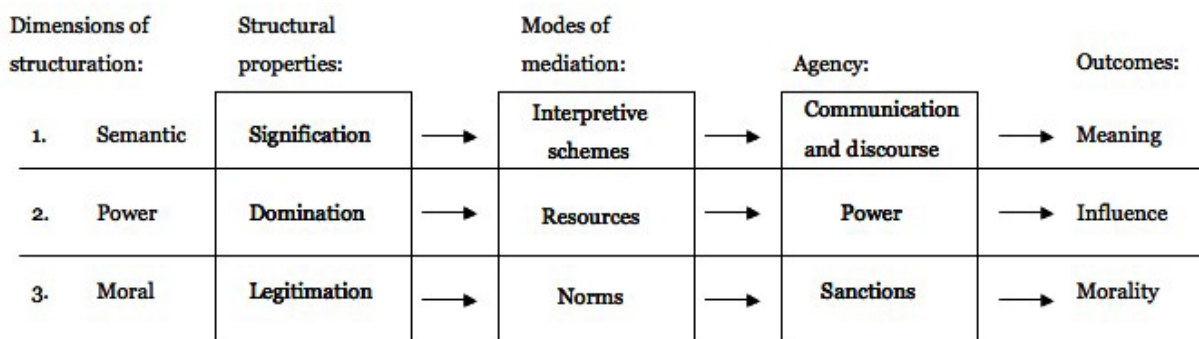 Dimensions of structuration:
Structural properties:
Modes of mediation:
Agency:
Outcomes:
1. Semantic Signification Interpretive schemes Communication and discourse Meaning
2. Power Domination Resources Power Influence
3. Moral Legitimation Norms Sanctions Morality